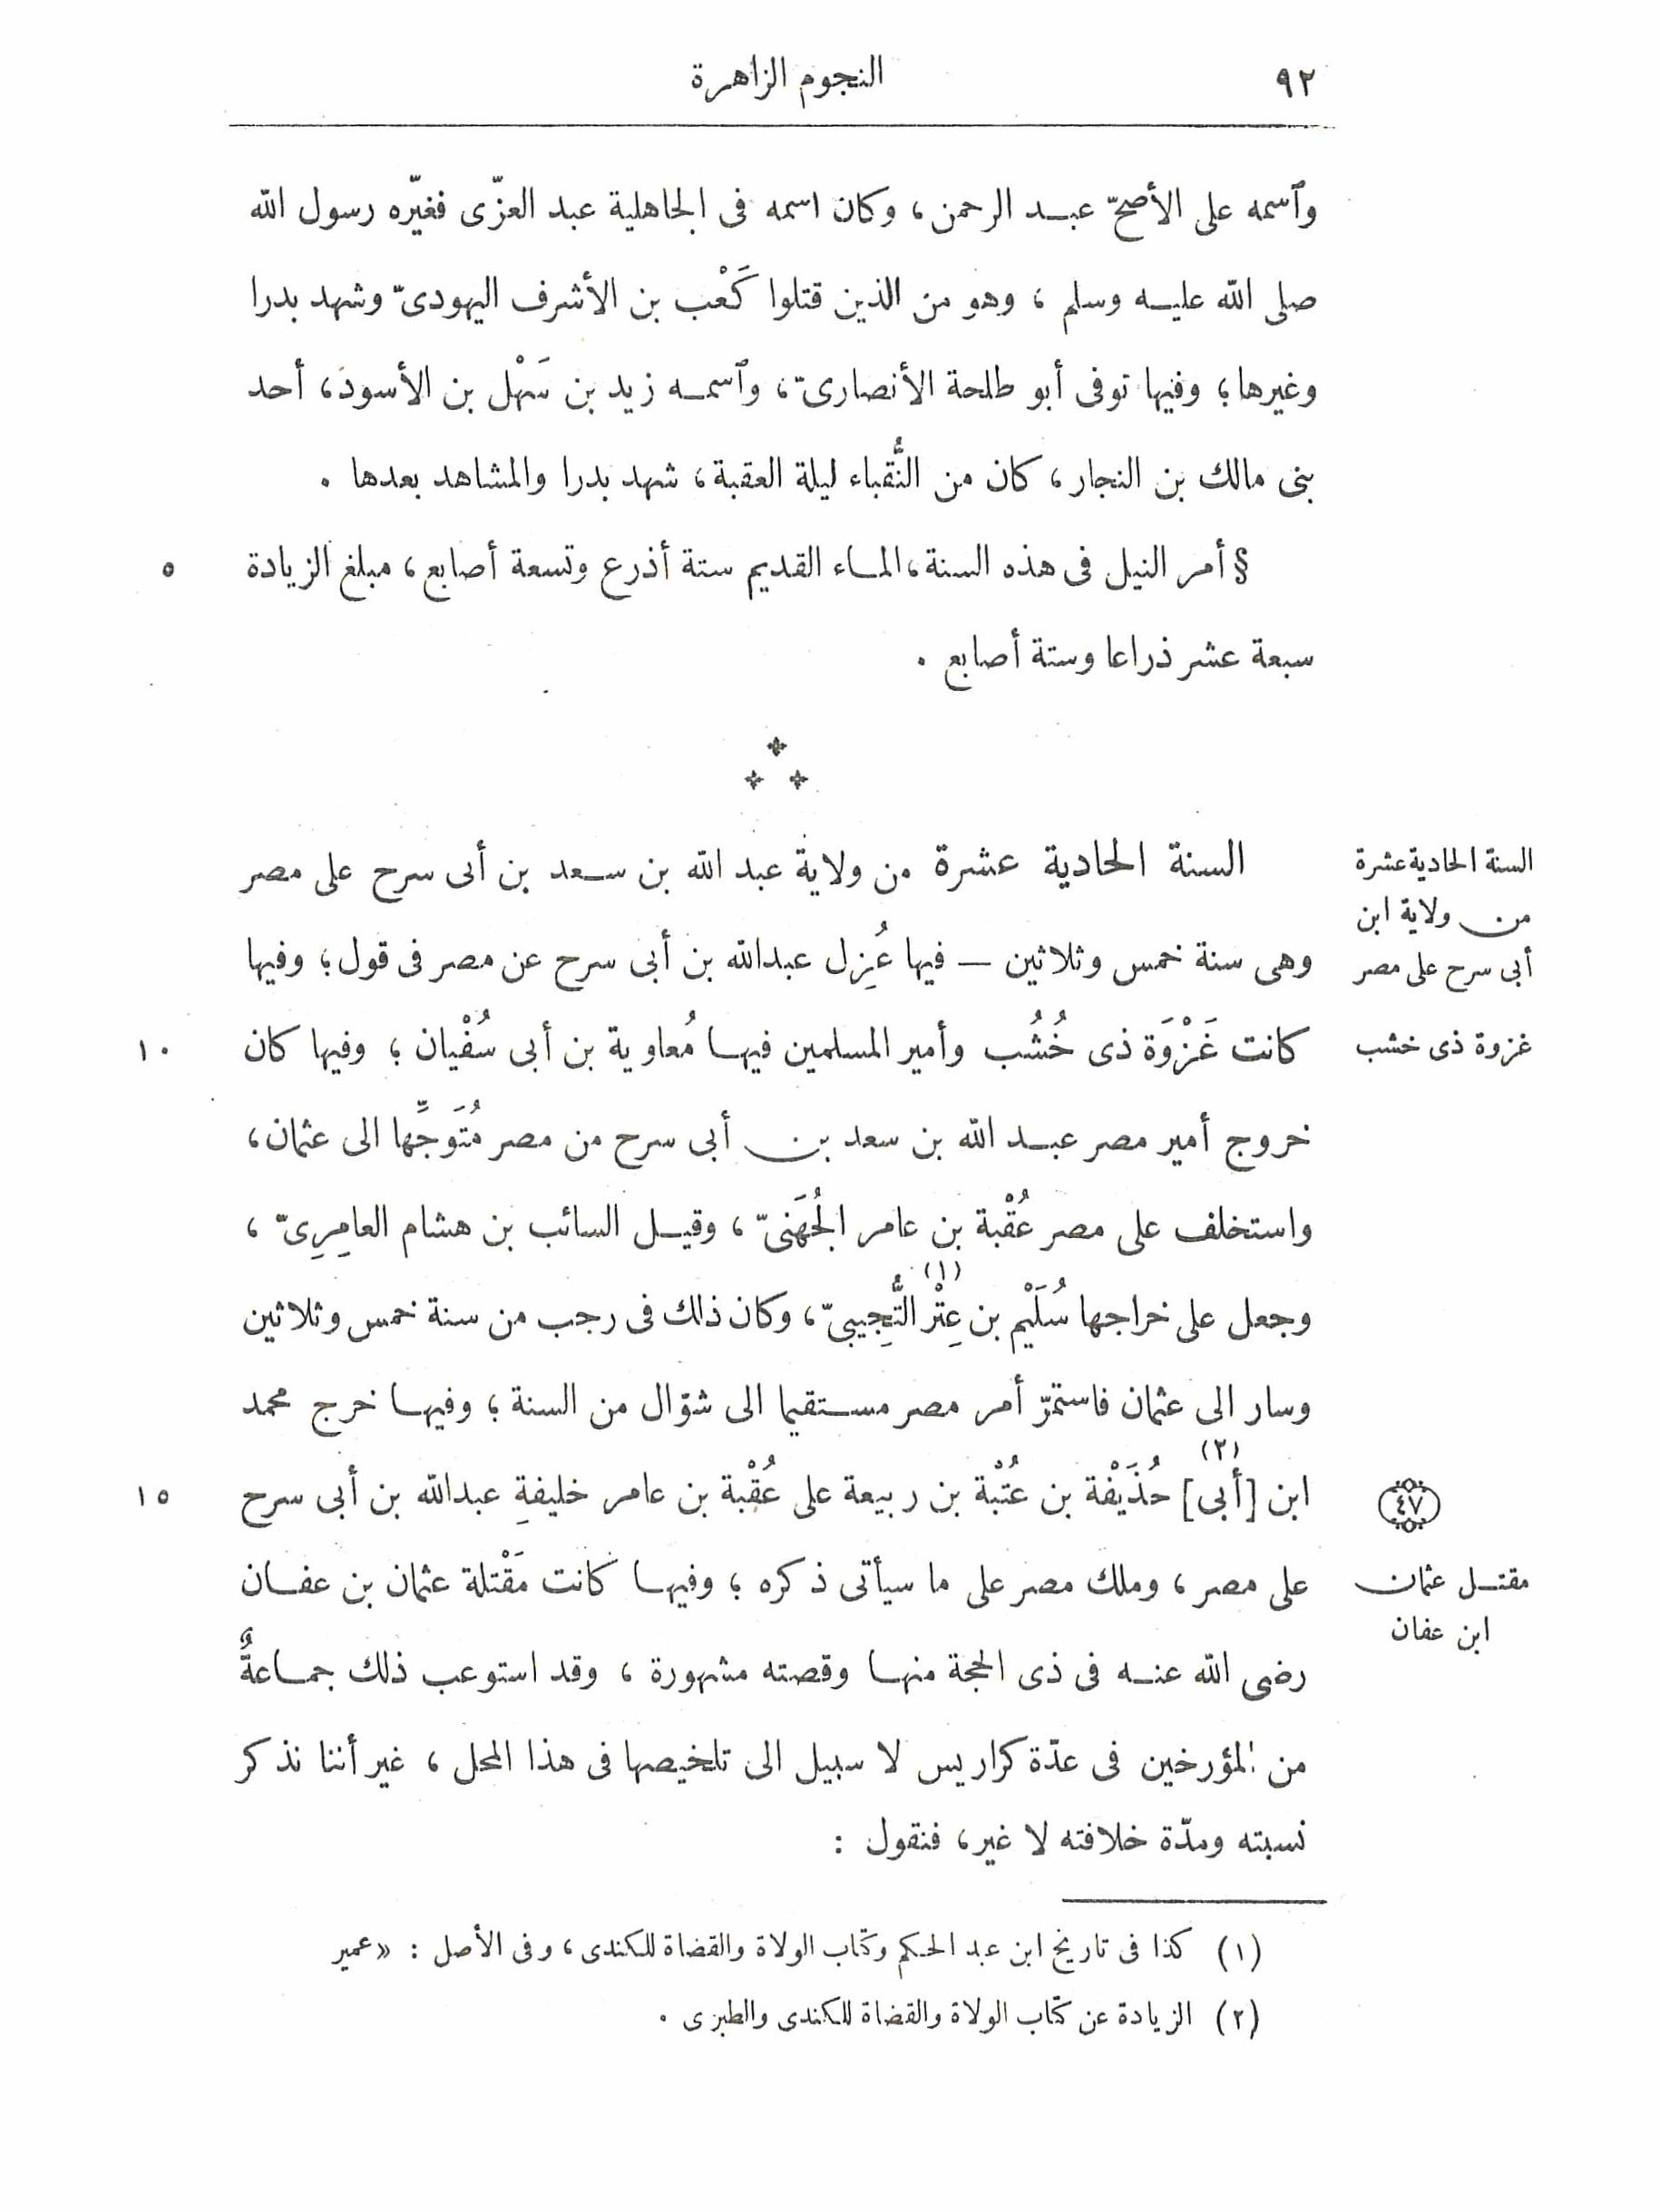 ٩٢
النجوم الزاهرة
وٱسمه على الأصحّ عبد الرحمن، وكان اسمه فى الجاهلية عبد العزّى فغيّره رسول الله
صلى الله عليه وسلم، وهو من الذين قتلوا كَعْب بن الأشرف اليهودىّ وشهد بدرا
وغيرها؛ وفيها توفى أبو طلحة الأنصارىّ، وٱسمه زيد بن سَهْل بن الأسود، أحد
بنى مالك بن النجار، كان من النُّقباء ليلة العقبة، شهد بدرا والمشاهد بعدها.
§ أمر النيل فى هذه السنة، الماء القديم ستة أذرع وتسعة أصابع، مبلغ الزيادة
٥
سبعة عشر ذراعا وستة أصابع.
السنة الحادية عشرة من ولاية عبد الله بن سعد بن أبى سرح على مصر
السنة الحادية عشرة
من ولاية ابن
أبى سرح على مصر
وهى سنة خمس وثلاثين — فيها عُزِل عبدالله بن أبى سرح عن مصر فى قول؛ وفيها
كانت غَزْوَة ذى خُشُب وأمير المسلمين فيها مُعاوية بن أبى سُفْيان؛ وفيها كان
غزوة ذى خشب
١٠
خروج أمير مصر عبد الله بن سعد بن أبى سرح من مصر مُتَوجِّها الى عثمان،
واستخلف على مصر عُقْبة بن عامر الجُهَنىّ، وقيل السائب بن هشام العامِرِىّ،
وجعل على خراجها سُلَيْم بن عِتْر (١) التُّجِيبىّ، وكان ذلك فى رجب من سنة خمس وثلاثين
وسار الى عثمان فاستمرّ أمر مصر مستقيما الى شوّال من السنة؛ وفيها خرج محمد
ابن [أبى] (٢) حُذَيْفة بن عُتْبة بن ربيعة على عُقْبة بن عامر خليفةِ عبدالله بن أبى سرح
٤٧
١٥
على مصر، وملك مصر على ما سيأتى ذكره؛ وفيها كانت مَقْتلة عثمان بن عفان
مقتل عثمان
ابن عفان
رضى الله عنه فى ذى الحجة منها وقصته مشهورة، وقد استوعب ذلك جماعةٌ
من المؤرخين فى عدّة كراريس لا سبيل الى تلخيصها فى هذا المحل، غير أننا نذكر
نسبته ومدّة خلافته لا غير، فنقول:
(١) كذا فى تاريخ ابن عبد الحكم وكتاب الولاة والقضاة للكندى، وفى الأصل: «عمير
(٢) الزيادة عن كتاب الولاة والقضاة للكندى والطبرى.